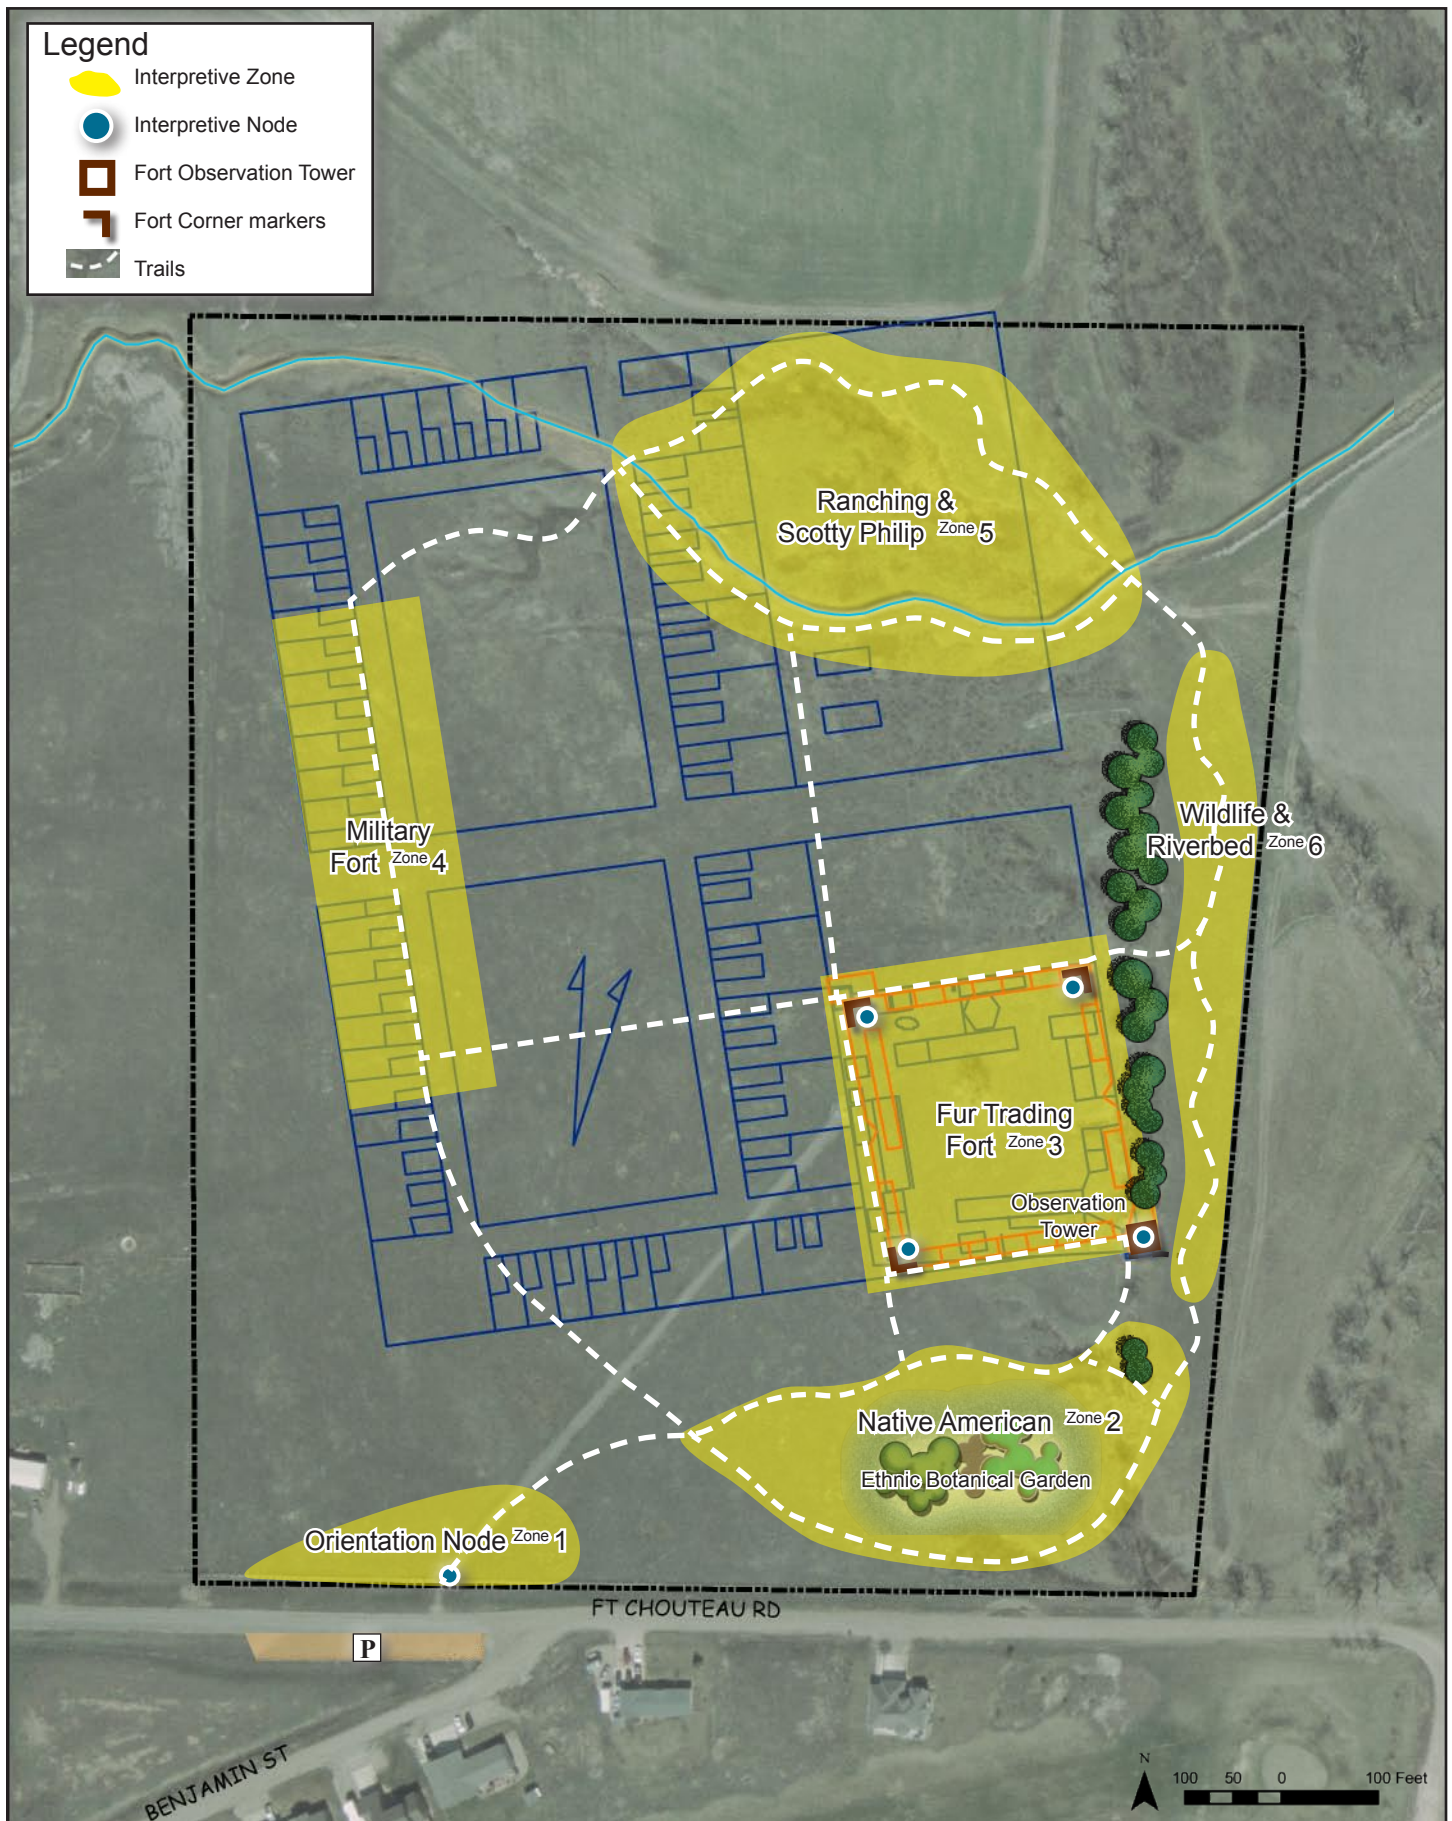 Legend
Interpretive Zone
Interpretive Node
Fort Observation Tower
Fort Corner markers
Trails
Ranching &
Scotty Philip Zone 5
Military
Fort Zone 4
Wildlife &
Riverbed Zone 6
Fur Trading
Fort Zone 3
Observation
Tower
Native American Zone 2
Ethnic Botanical Garden
Orientation Node Zone 1
FT CHOUTEAU RD
P
BENJAMIN ST
N
100 50 0 100 Feet